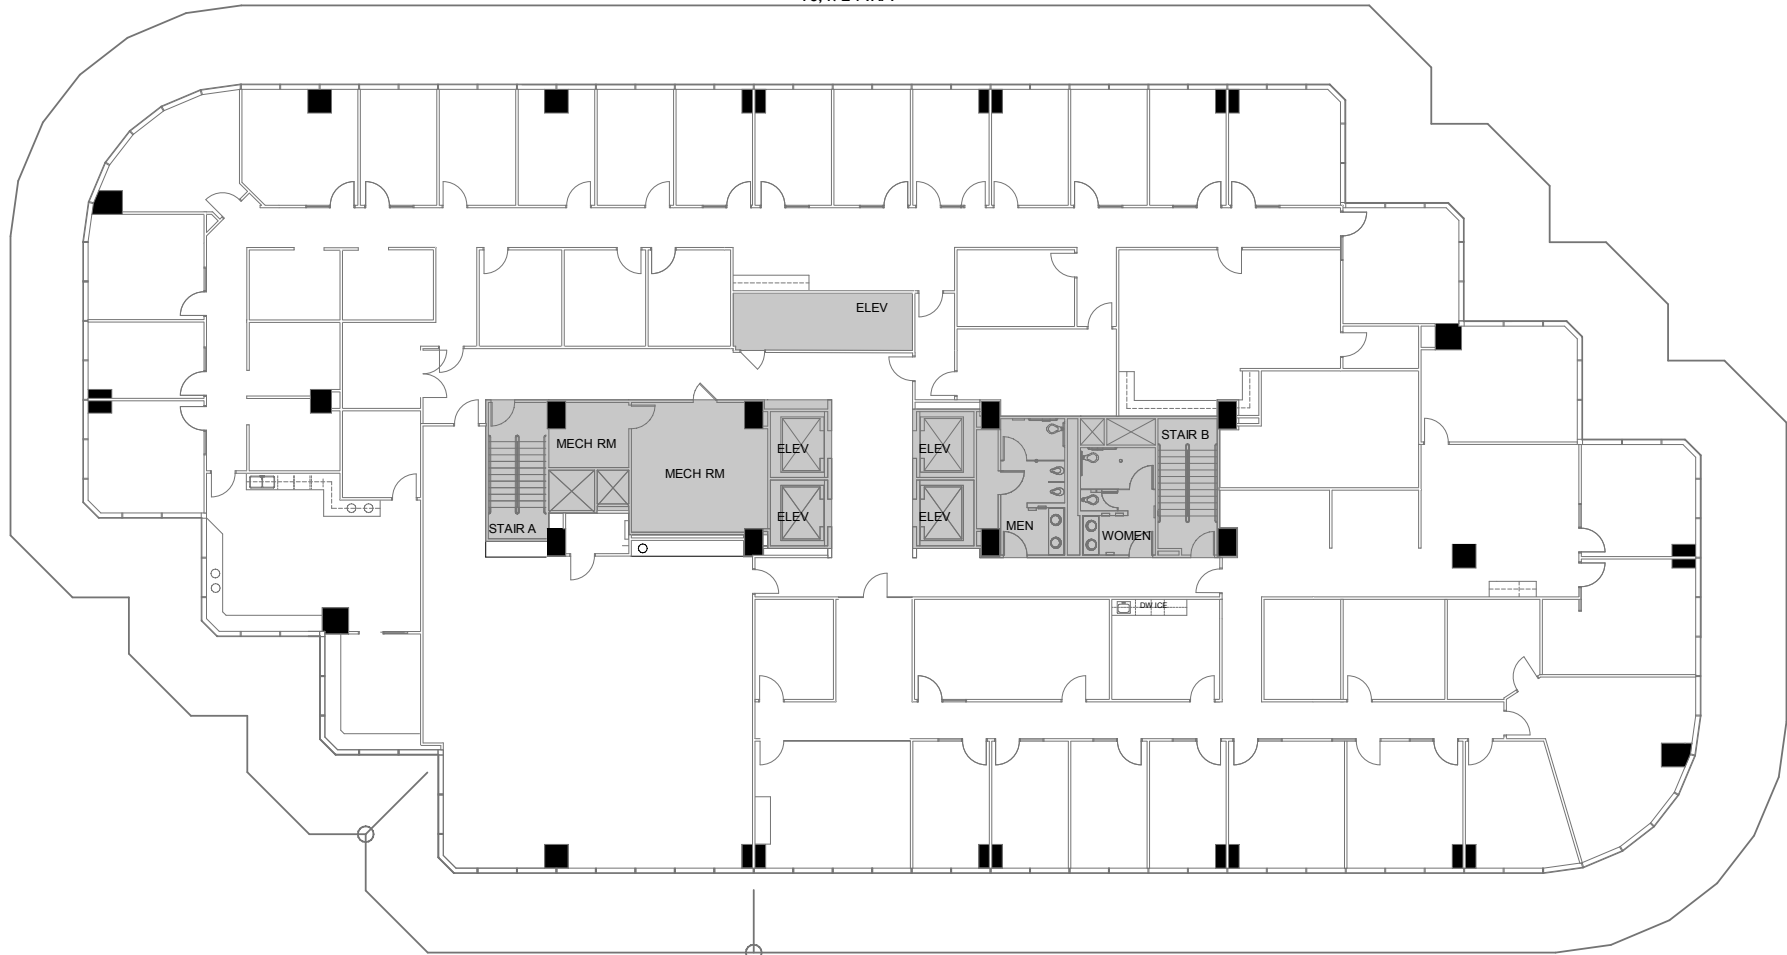 ELEV
MECH RM
MECH RM
ELEV
ELEV
STAIR B
STAIR A
ELEV
ELEV
MEN
WOMEN
DW ICE